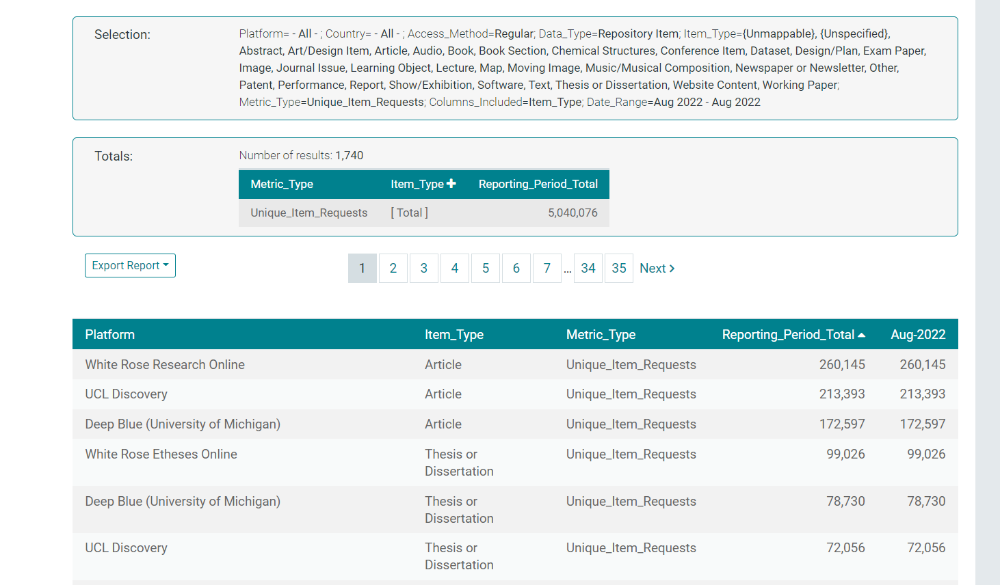 Selection:
Platform= - All - ; Country= - All - ; Access_Method=Regular; Data_Type=Repository Item; Item_Type={Unmappable}, {Unspecified},
Abstract, Art/Design Item, Article, Audio, Book, Book Section, Chemical Structures, Conference Item, Dataset, Design/Plan, Exam Paper,
Image, Journal Issue, Learning Object, Lecture, Map, Moving Image, Music/Musical Composition, Newspaper or Newsletter, Other,
Patent, Performance, Report, Show/Exhibition, Software, Text, Thesis or Dissertation, Website Content, Working Paper;
Metric_Type=Unique_Item_Requests; Columns_Included=Item_Type; Date_Range=Aug 2022 - Aug 2022
Totals:
Number of results: 1,740
Metric_Type Item_Type Reporting_Period_Total
Unique_Item_Requests [ Total ] 5,040,076
Export Report
1 2 3 4 5 6 7 ... 34 35 Next
Platform Item_Type Metric_Type Reporting_Period_Total Aug-2022
White Rose Research Online Article Unique_Item_Requests 260,145 260,145
UCL Discovery Article Unique_Item_Requests 213,393 213,393
Deep Blue (University of Michigan) Article Unique_Item_Requests 172,597 172,597
White Rose Etheses Online Thesis or Unique_Item_Requests 99,026 99,026
Dissertation
Deep Blue (University of Michigan) Thesis or Unique_Item_Requests 78,730 78,730
Dissertation
UCL Discovery Thesis or Unique_Item_Requests 72,056 72,056
Dissertation